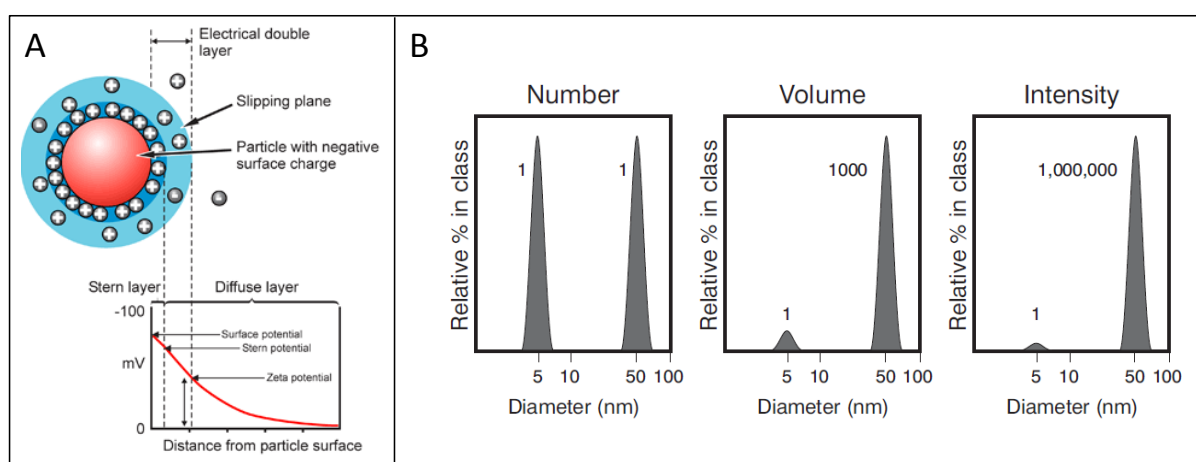 A
Electrical double
layer
Slipping plane
Particle with negative
surface charge
Stern layer
Diffuse layer
-100
mV
0
Surface potential
Stern potential
Zeta potential
Distance from particle surface
B
Number
Relative % in class
1
1
5 10 50 100
Diameter (nm)
Volume
Relative % in class
1000
1
5 10 50 100
Diameter (nm)
Intensity
Relative % in class
1,000,000
1
5 10 50 100
Diameter (nm)